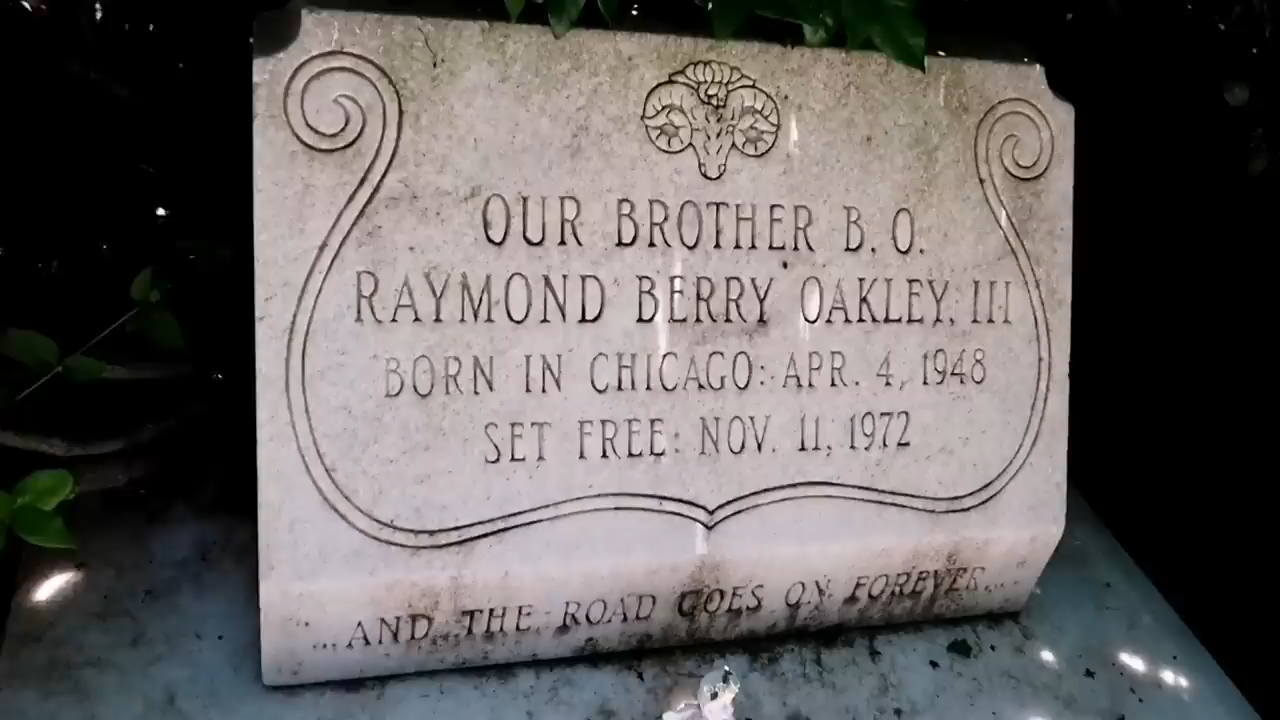 OUR BROTHER B. O.
RAYMOND BERRY OAKLEY, III
BORN IN CHICAGO: APR. 4, 1948
SET FREE: NOV. 11, 1972
"...AND THE ROAD GOES ON FOREVER..."